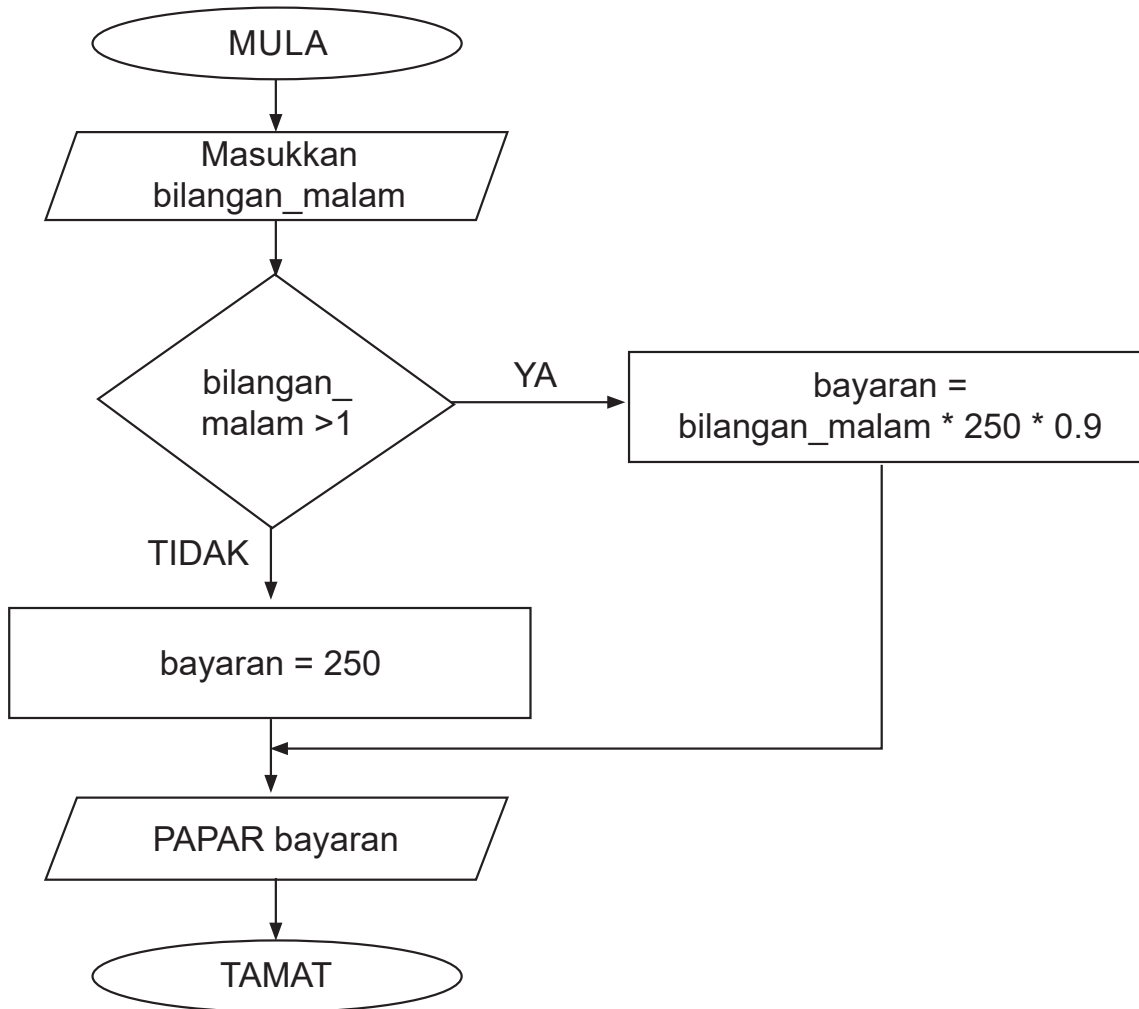 MULA
Masukkan
bilangan_malam
bilangan_
malam >1
YA
bayaran =
bilangan_malam * 250 * 0.9
TIDAK
bayaran = 250
PAPAR bayaran
TAMAT